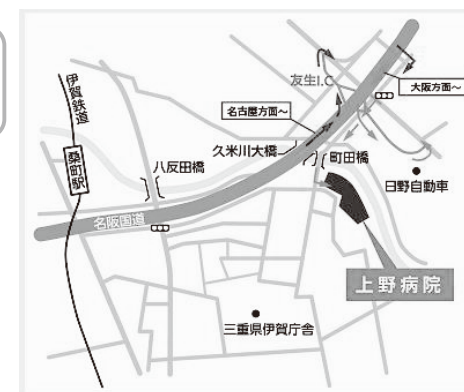 友生I.C
大阪方面～
名古屋方面～
伊賀鉄道
久米川大橋
町田橋
八反田橋
桑町駅
日野自動車
名阪国道
上野病院
三重県伊賀庁舎